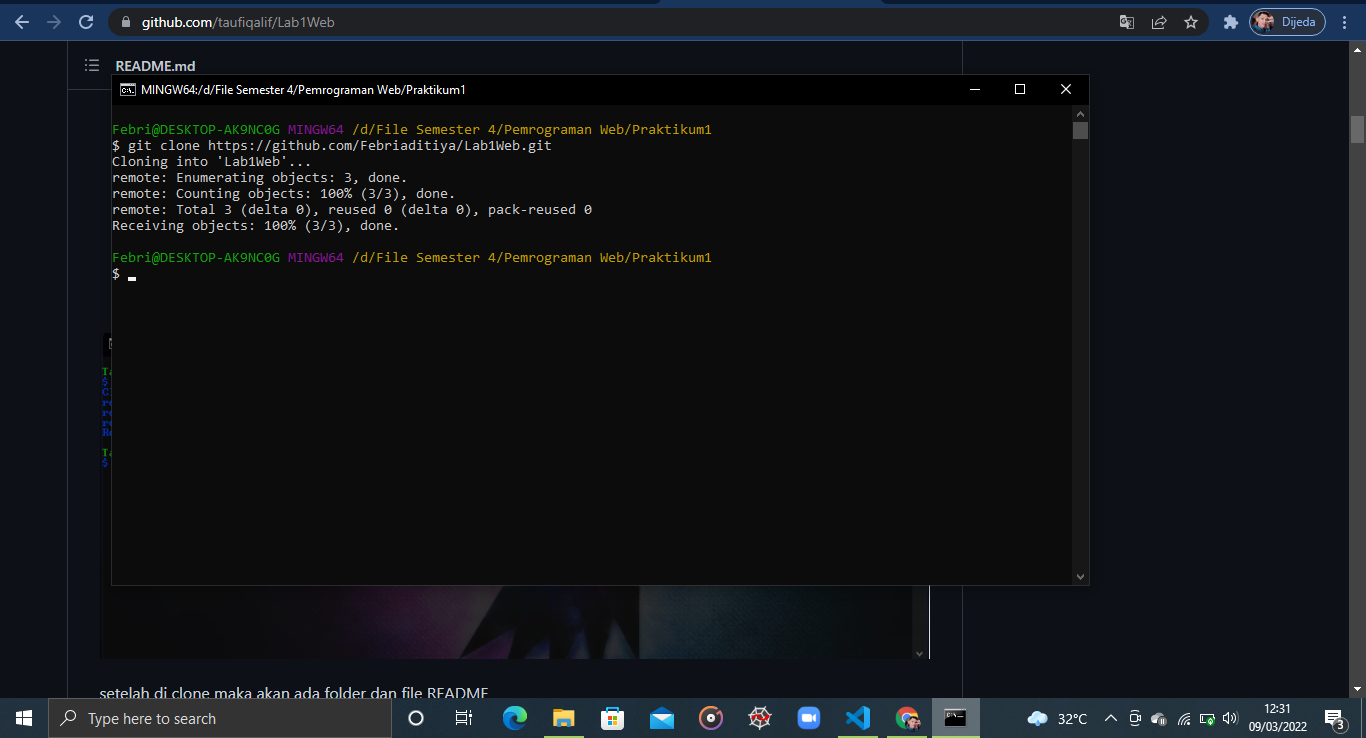 github.com/taufiqalif/Lab1Web
Dijeda
README.md
MINGW64:/d/File Semester 4/Pemrograman Web/Praktikum1
Febri@DESKTOP-AK9NC0G MINGW64 /d/File Semester 4/Pemrograman Web/Praktikum1
$ git clone https://github.com/Febriaditiya/Lab1Web.git
Cloning into 'Lab1Web'...
remote: Enumerating objects: 3, done.
remote: Counting objects: 100% (3/3), done.
remote: Total 3 (delta 0), reused 0 (delta 0), pack-reused 0
Receiving objects: 100% (3/3), done.
Febri@DESKTOP-AK9NC0G MINGW64 /d/File Semester 4/Pemrograman Web/Praktikum1
$
setelah di clone maka akan ada folder dan file README
Type here to search
32°C
12:31
09/03/2022
3